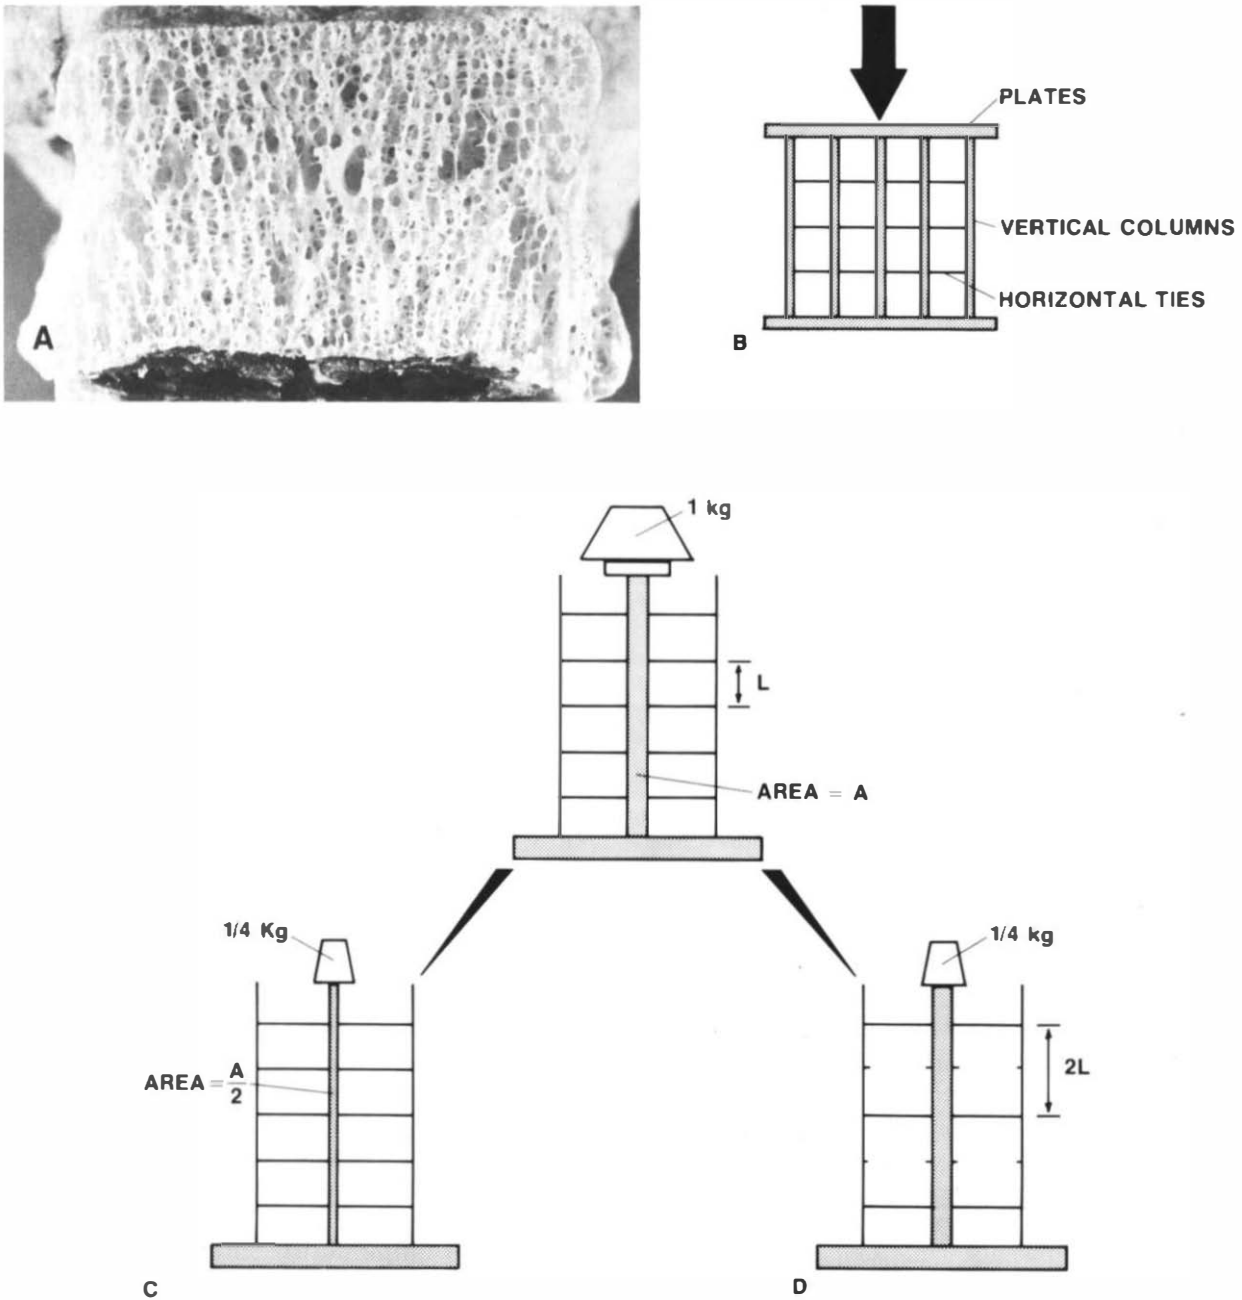 A
PLATES
VERTICAL COLUMNS
HORIZONTAL TIES
B
1 kg
L
AREA = A
1/4 Kg
AREA = A/2
C
1/4 kg
2L
D